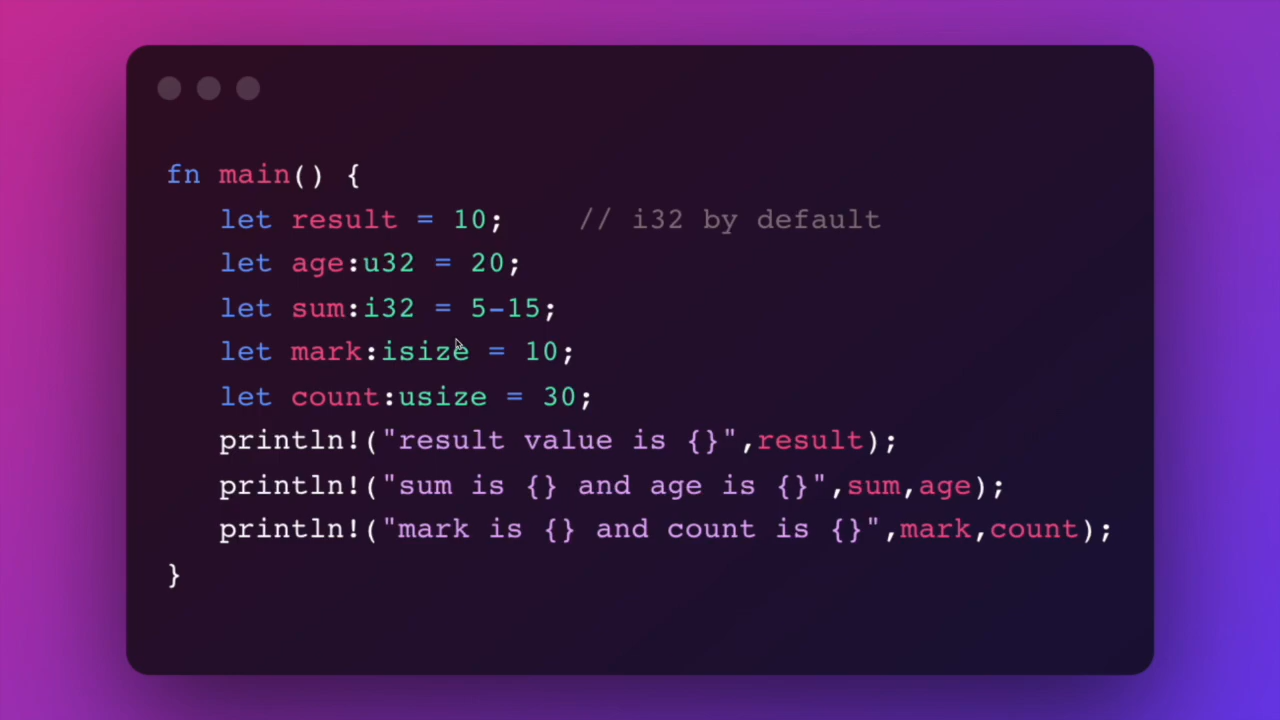 fn main() {
    let result = 10;    // i32 by default
    let age:u32 = 20;
    let sum:i32 = 5-15;
    let mark:isize = 10;
    let count:usize = 30;
    println!("result value is {}",result);
    println!("sum is {} and age is {}",sum,age);
    println!("mark is {} and count is {}",mark,count);
}